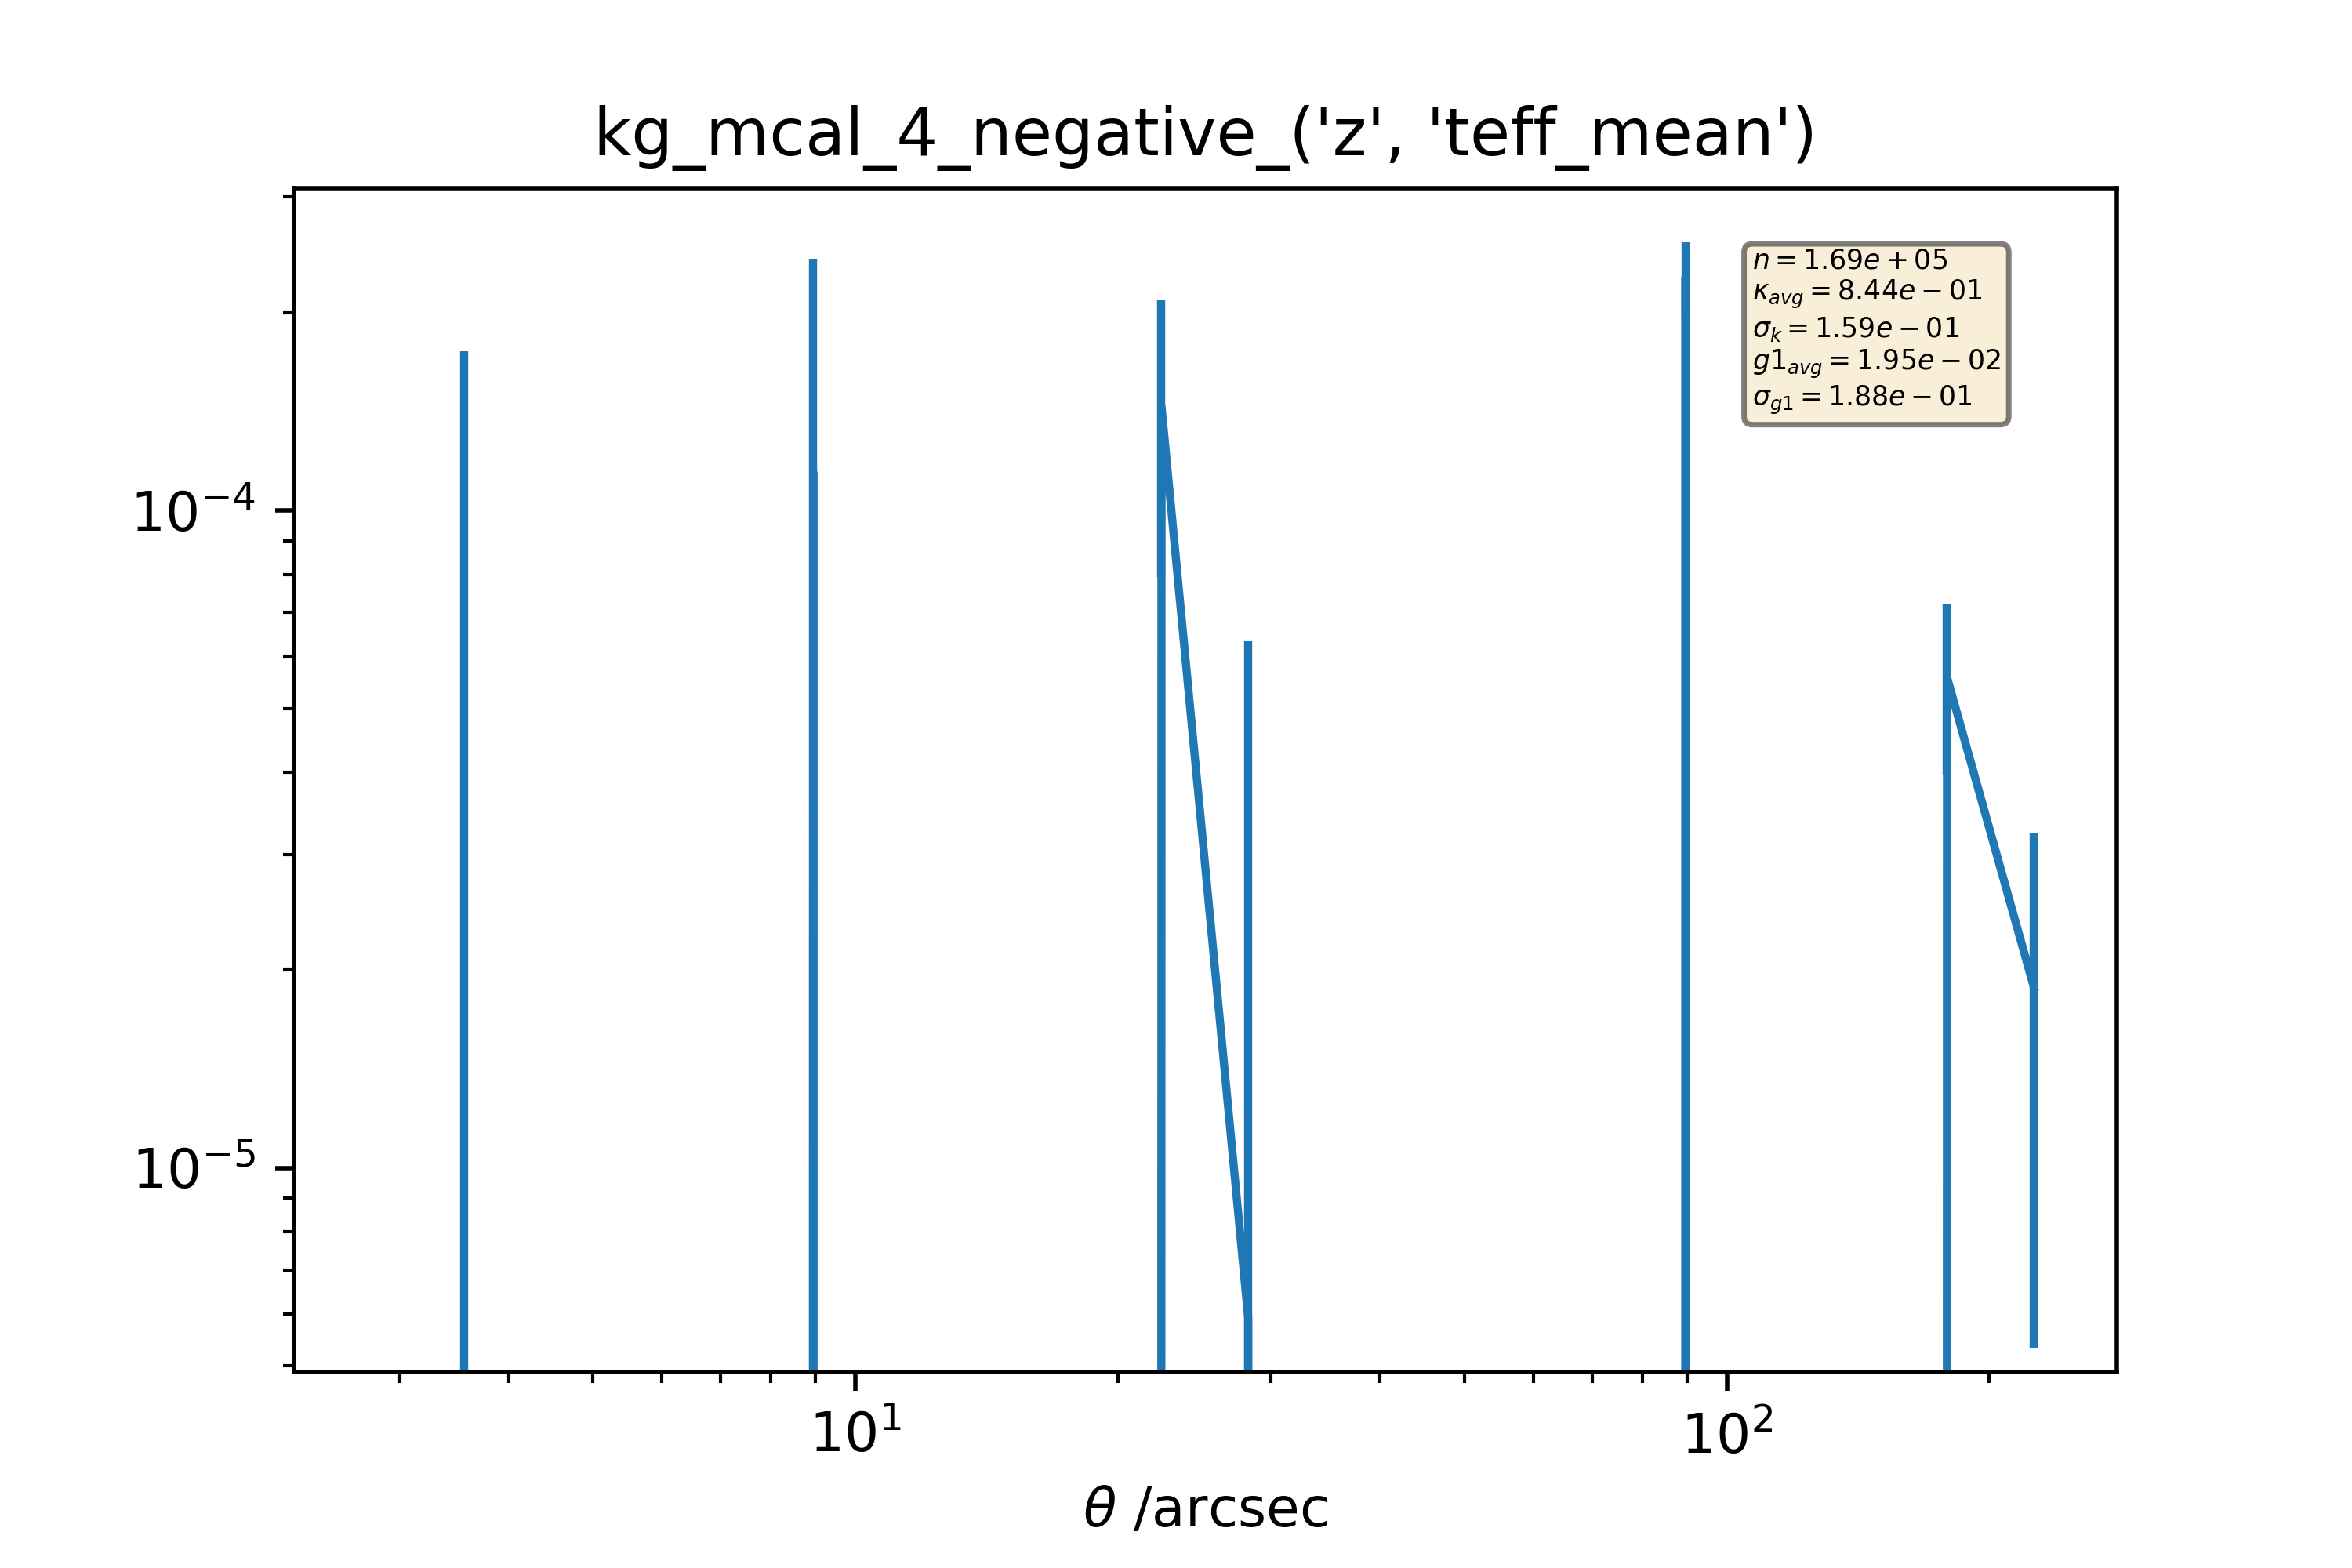 kg_mcal_4_negative_('z', 'teff_mean')
n = 1.69e + 05
κavg = 8.44e − 01
σk = 1.59e − 01
g1avg = 1.95e − 02
σg1 = 1.88e − 01
10−4
10−5
101
102
θ /arcsec